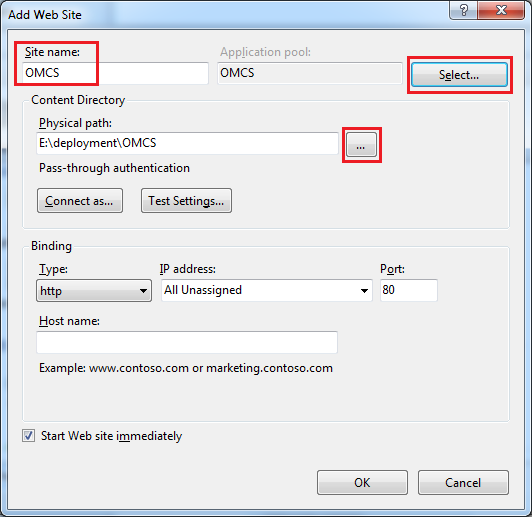 Add Web Site
?
Site name:
Application pool:
OMCS
OMCS
Select...
Content Directory
Physical path:
E:\deployment\OMCS
...
Pass-through authentication
Connect as...
Test Settings...
Binding
Type:
IP address:
Port:
http
All Unassigned
80
Host name:
Example: www.contoso.com or marketing.contoso.com
Start Web site immediately
OK
Cancel